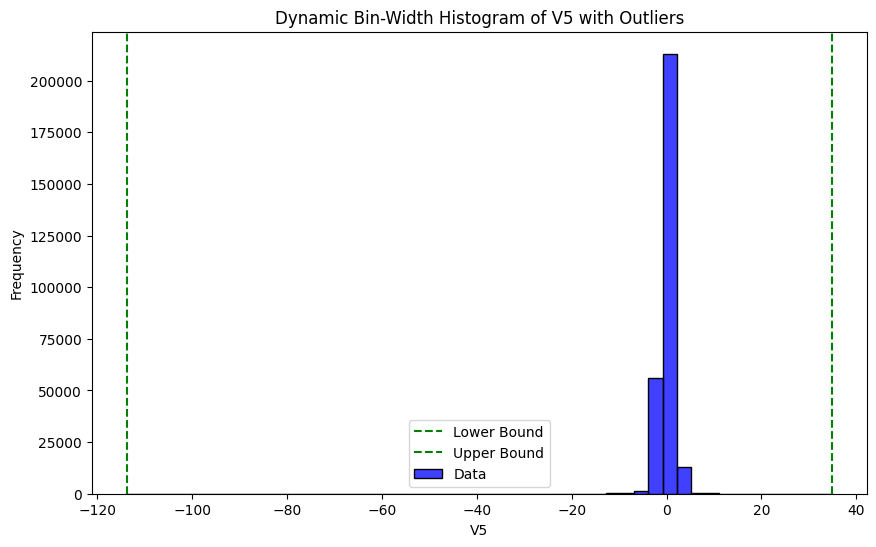 Dynamic Bin-Width Histogram of V5 with Outliers
200000
175000
150000
125000
100000
75000
50000
25000
0
Frequency
Lower Bound
Upper Bound
Data
−120 −100 −80 −60 −40 −20 0 20 40
V5